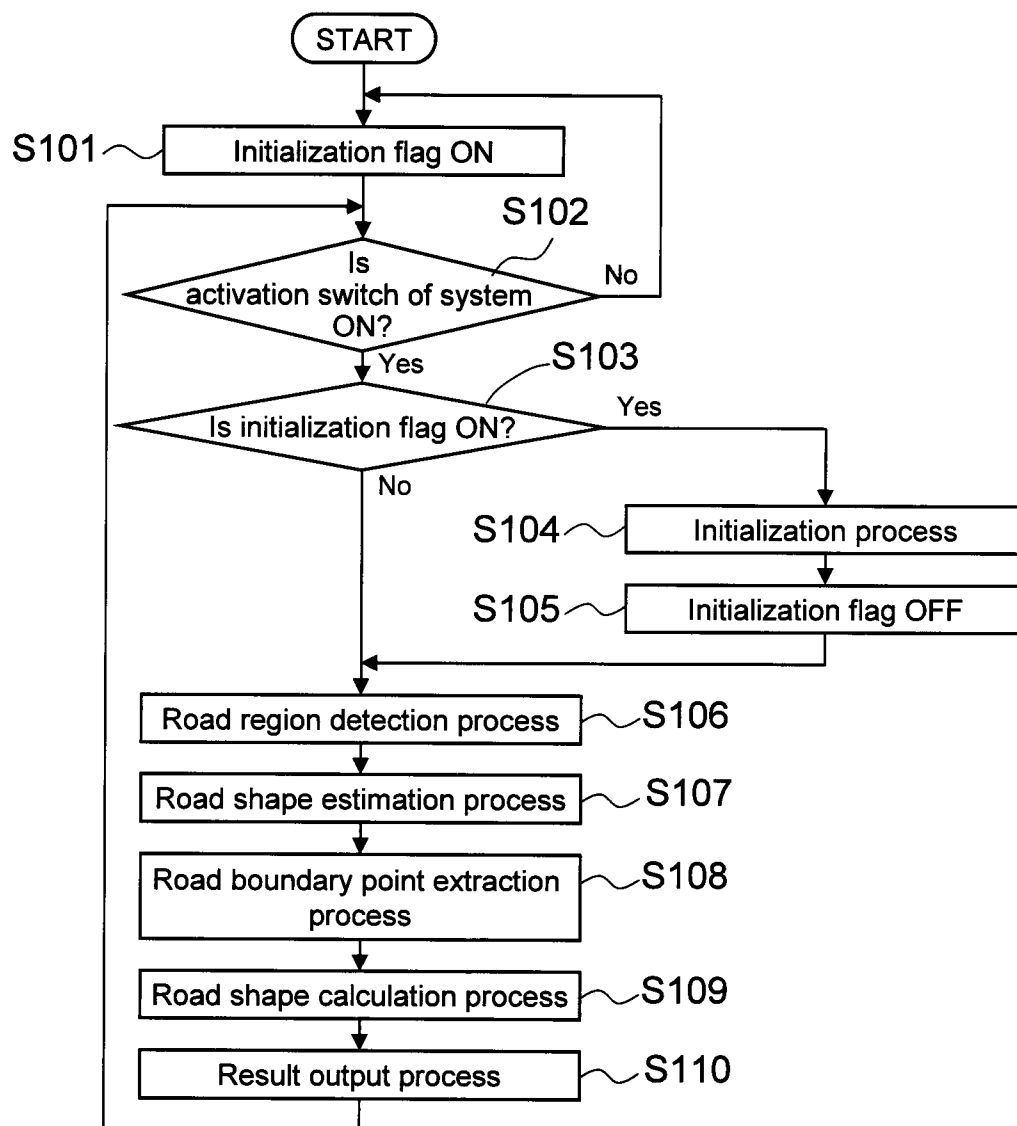 START
S101
Initialization flag ON
S102
Is
activation switch of system
ON?
No
Yes
S103
Is initialization flag ON?
Yes
No
S104
Initialization process
S105
Initialization flag OFF
Road region detection process
S106
Road shape estimation process
S107
Road boundary point extraction
process
S108
Road shape calculation process
S109
Result output process
S110